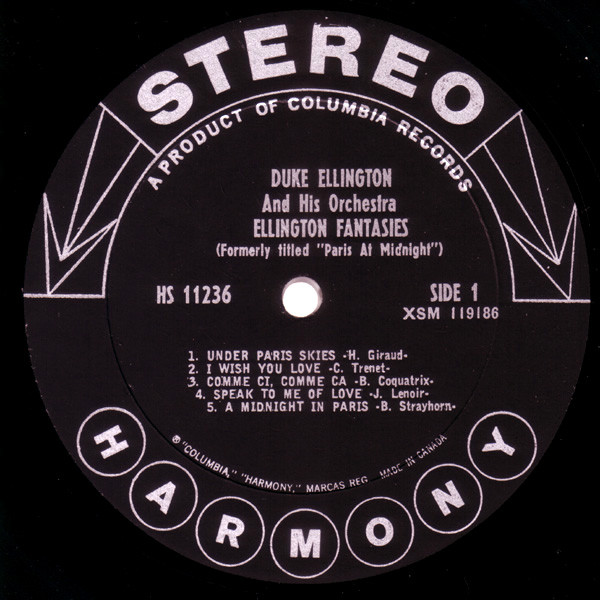 STEREO
A PRODUCT OF COLUMBIA RECORDS
DUKE ELLINGTON
And His Orchestra
ELLINGTON FANTASIES
(Formerly titled "Paris At Midnight")
HS 11236
SIDE 1
XSM 119186
1. UNDER PARIS SKIES -H. Giraud-
2. I WISH YOU LOVE -C. Trenet-
3. COMME CI, COMME CA -B. Coquatrix-
4. SPEAK TO ME OF LOVE -J. Lenoir-
5. A MIDNIGHT IN PARIS -B. Strayhorn-
® "COLUMBIA," "HARMONY," MARCAS REG MADE IN CANADA
HARMONY